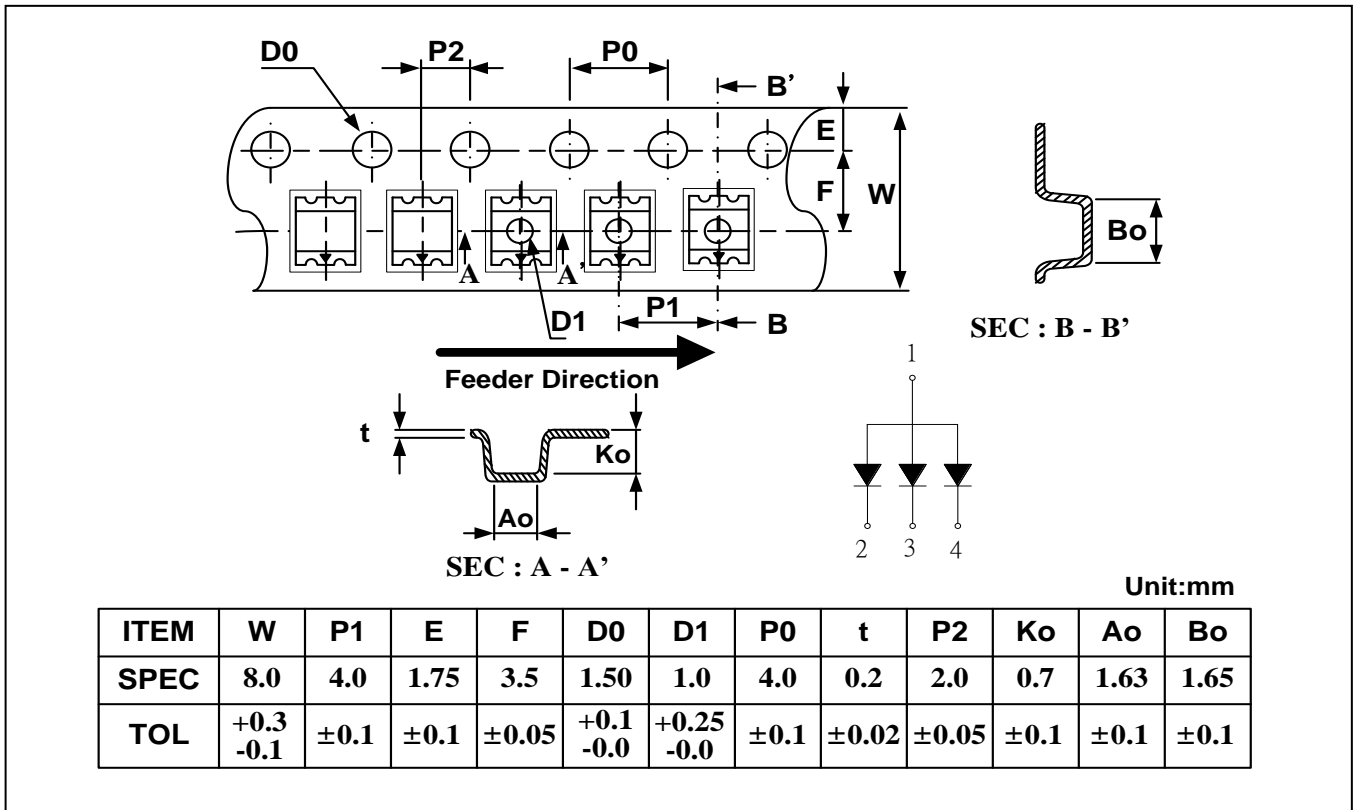 D0
P2
P0
B’
E
F
W
Bo
A
A’
D1
P1
B
SEC : B - B’
Feeder Direction
1
t
Ko
Ao
2 3 4
SEC : A - A’
Unit:mm
ITEM W P1 E F D0 D1 P0 t P2 Ko Ao Bo
SPEC 8.0 4.0 1.75 3.5 1.50 1.0 4.0 0.2 2.0 0.7 1.63 1.65
TOL +0.3 -0.1 ±0.1 ±0.1 ±0.05 +0.1 -0.0 +0.25 -0.0 ±0.1 ±0.02 ±0.05 ±0.1 ±0.1 ±0.1